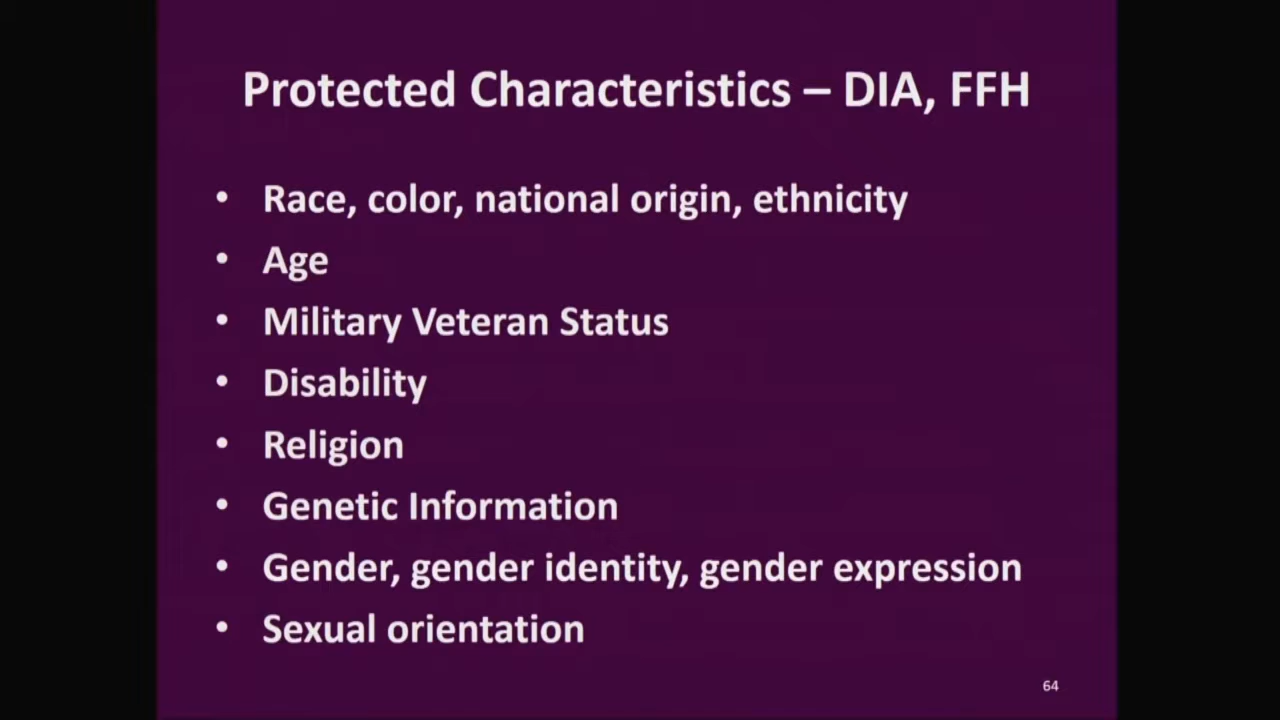 Protected Characteristics – DIA, FFH
• Race, color, national origin, ethnicity
• Age
• Military Veteran Status
• Disability
• Religion
• Genetic Information
• Gender, gender identity, gender expression
• Sexual orientation
64